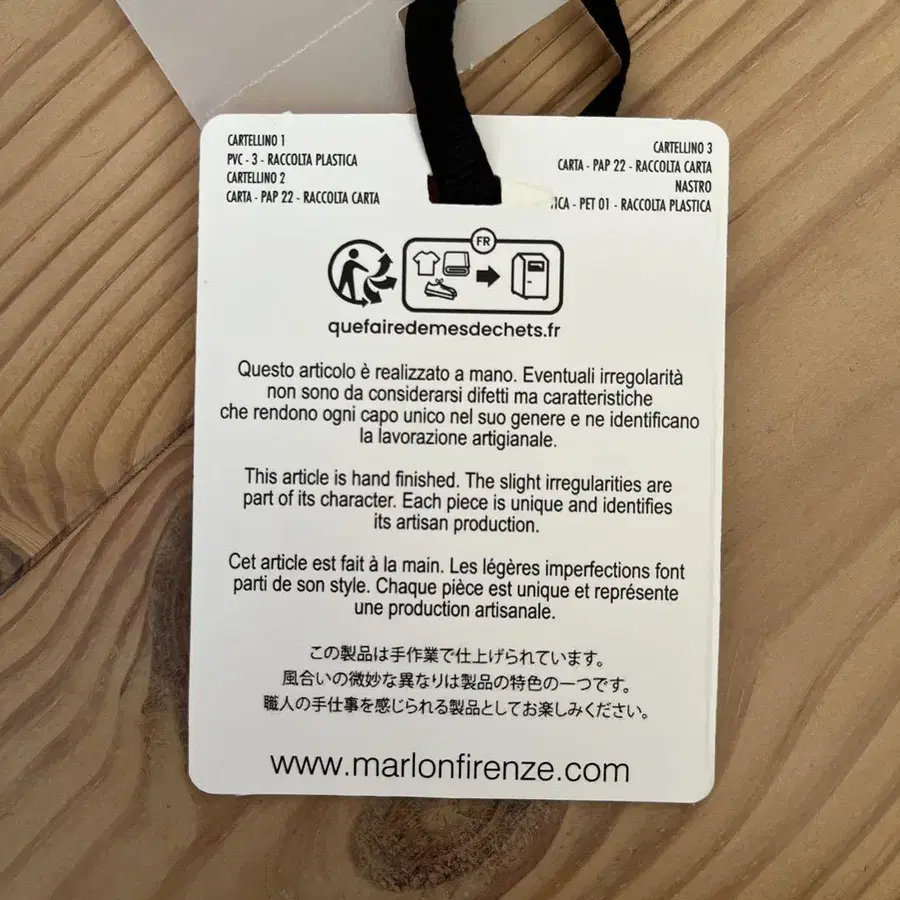 CARTELLINO 1
PVC - 3 - RACCOLTA PLASTICA
CARTELLINO 2
CARTA - PAP 22 - RACCOLTA CARTA
CARTELLINO 3
CARTA - PAP 22 - RACCOLTA CARTA
NASTRO
- PET 01 - RACCOLTA PLASTICA
FR
quefairedemesdechets.fr
Questo articolo è realizzato a mano. Eventuali irregolarità
non sono da considerarsi difetti ma caratteristiche
che rendono ogni capo unico nel suo genere e ne identificano
la lavorazione artigianale.
This article is hand finished. The slight irregularities are
part of its character. Each piece is unique and identifies
its artisan production.
Cet article est fait à la main. Les légères imperfections font
parti de son style. Chaque pièce est unique et représente
une production artisanale.
この製品は手作業で仕上げられています。
風合いの微妙な異なりは製品の特色の一つです。
職人の手仕事を感じられる製品としてお楽しみください。
www.marlonfirenze.com